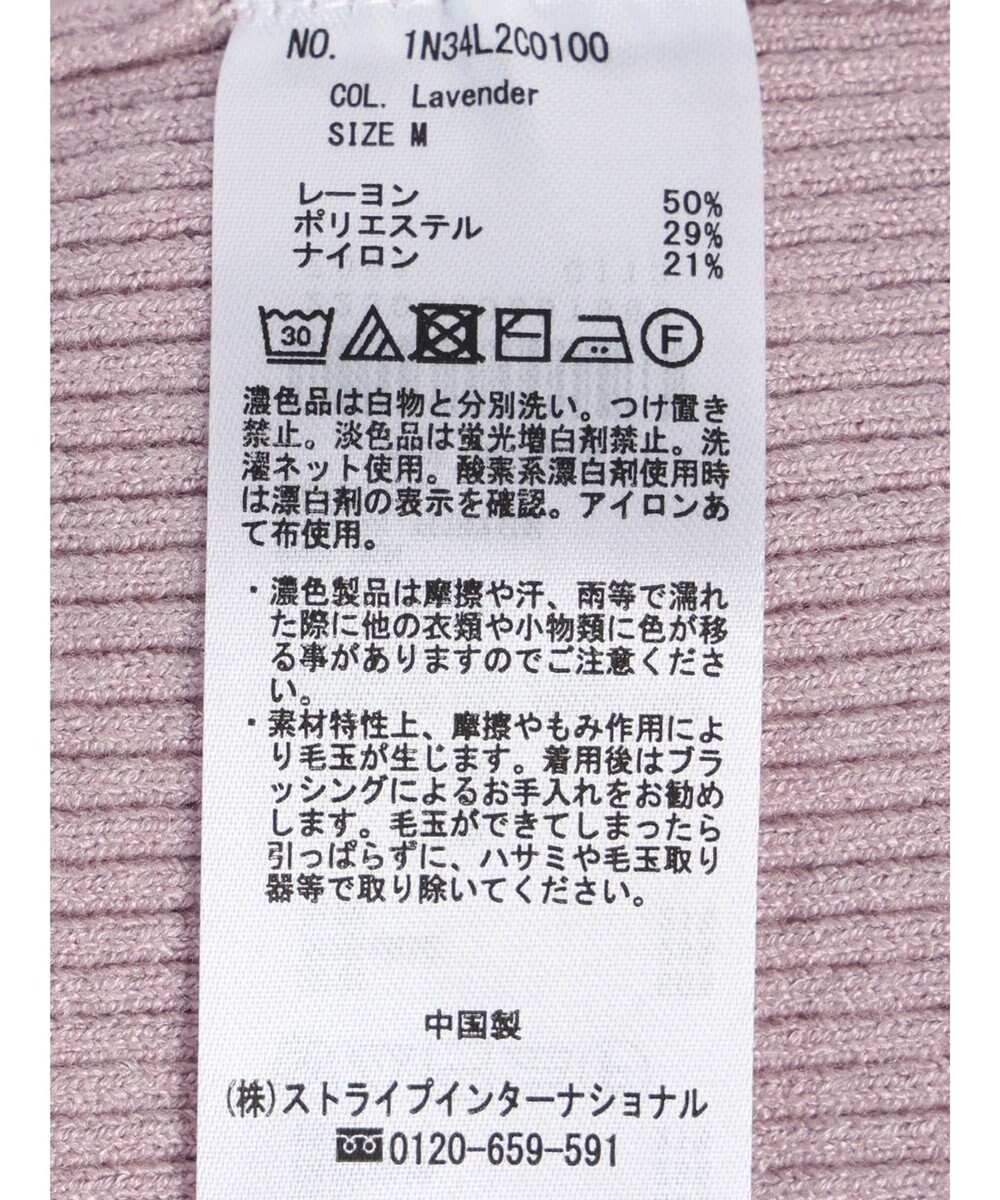 NO. 1N34L2C0100
COL. Lavender
SIZE M
レーヨン 50%
ポリエステル 29%
ナイロン 21%
30 F
濃色品は白物と分別洗い。つけ置き
禁止。淡色品は蛍光増白剤禁止。洗
濯ネット使用。酸素系漂白剤使用時
は漂白剤の表示を確認。アイロンあ
て布使用。
・濃色製品は摩擦や汗、雨等で濡れ
た際に他の衣類や小物類に色が移
る事がありますのでご注意くださ
い。
・素材特性上、摩擦やもみ作用によ
り毛玉が生じます。着用後はブラ
ッシングによるお手入れをお勧め
します。毛玉ができてしまったら
引っぱらずに、ハサミや毛玉取り
器等で取り除いてください。
中国製
(株)ストライプインターナショナル
0120-659-591